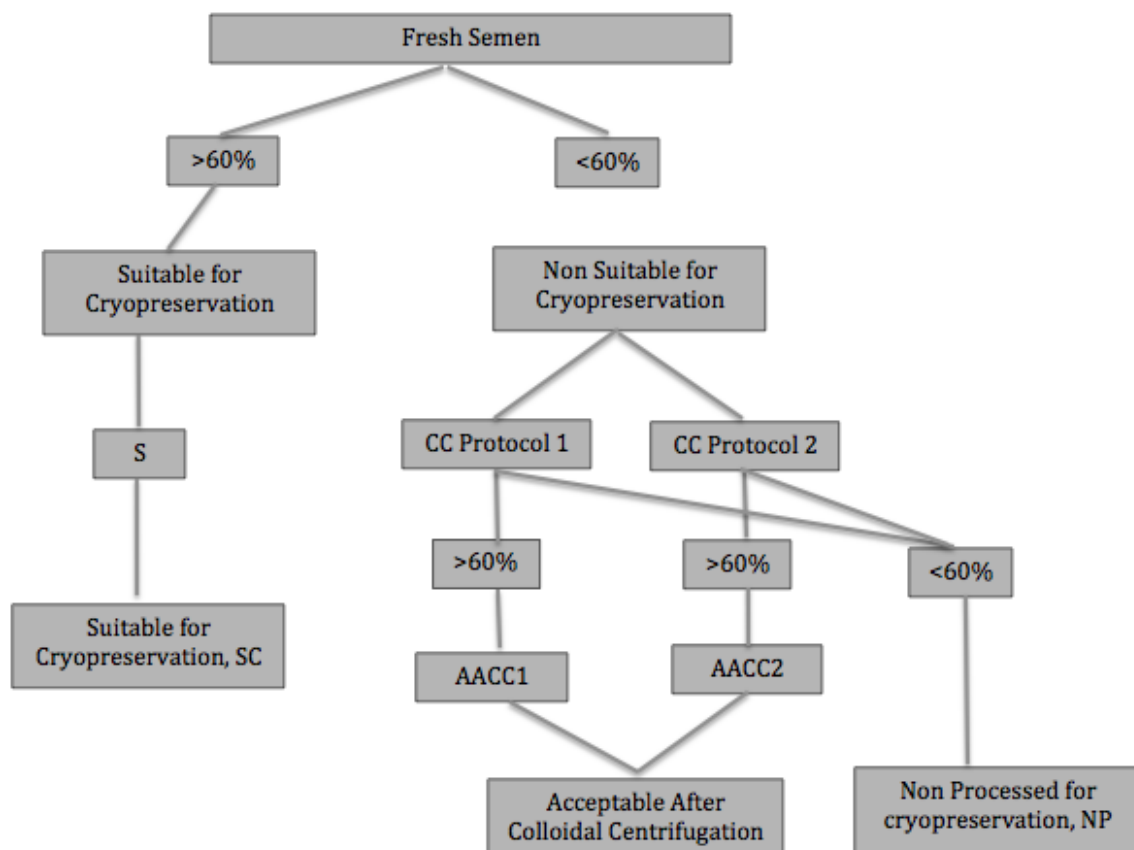 Fresh Semen
>60%
<60%
Suitable for
Cryopreservation
Non Suitable for
Cryopreservation
S
CC Protocol 1
CC Protocol 2
>60%
>60%
<60%
Suitable for
Cryopreservation, SC
AACC1
AACC2
Acceptable After
Colloidal Centrifugation
Non Processed for
cryopreservation, NP